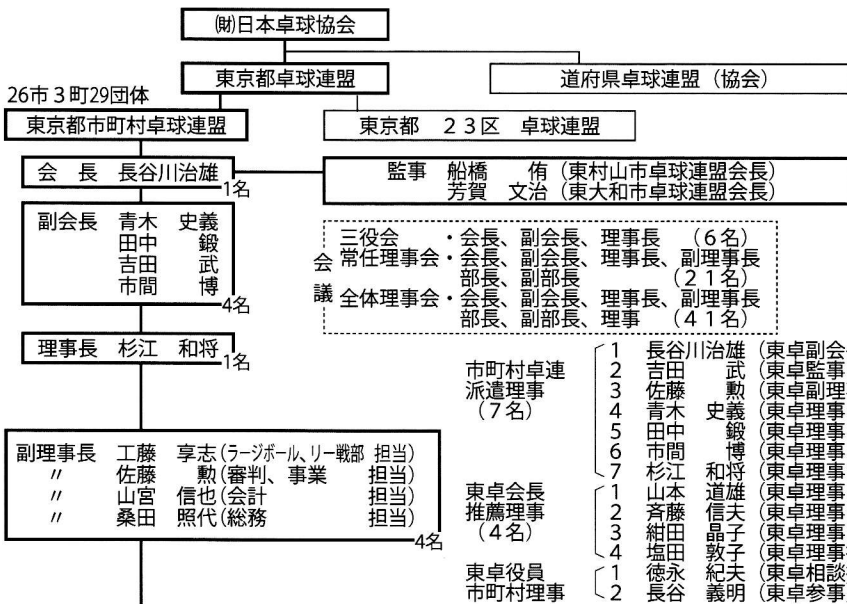 ㈶日本卓球協会
東京都卓球連盟
道府県卓球連盟（協会）
26市３町29団体
東京都市町村卓球連盟
東京都　２３区　卓球連盟
会　長　長谷川治雄
1名
監事　船橋　　侑（東村山市卓球連盟会長）
芳賀　文治（東大和市卓球連盟会長）
副会長　青木　史義
田中　　鍛
吉田　　武
市間　　博
4名
会議
三役会　・会長、副会長、理事長　（６名）
常任理事会・会長、副会長、理事長、副理事長
部長、副部長　（２１名）
全体理事会・会長、副会長、理事長、副理事長
部長、副部長、理事　（４１名）
理事長　杉江　和将
1名
市町村卓連
派遣理事
（７名）
1　長谷川治雄（東卓副会
2　吉田　　武（東卓監事
3　佐藤　　勲（東卓副理
4　青木　史義（東卓理事
5　田中　　鍛（東卓理事
6　市間　　博（東卓理事
7　杉江　和将（東卓理事
副理事長　工藤　享志(ラージボール、リー戦部 担当)
〃　佐藤　　勲(審判、事業　　担当)
〃　山宮　信也(会計　　担当)
〃　桑田　照代(総務　　担当)
4名
東卓会長
推薦理事
（４名）
1　山本　道雄（東卓理事
2　斉藤　信夫（東卓理事
3　紺田　晶子（東卓理事
4　塩田　敦子（東卓理事
東卓役員
市町村理事
1　徳永　紀夫（東卓相談
2　長谷　義明（東卓参事